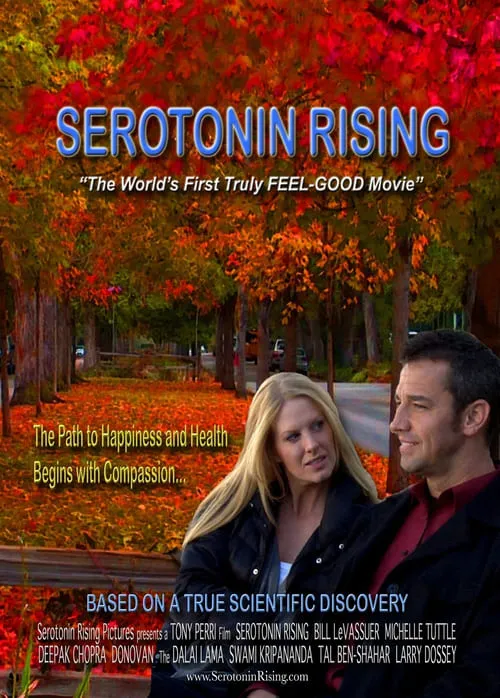 SEROTONIN RISING
“The World’s First Truly FEEL-GOOD Movie”
The Path to Happiness and Health
Begins with Compassion...
BASED ON A TRUE SCIENTIFIC DISCOVERY
Serotonin Rising Pictures presents a TONY PERRI Film SEROTONIN RISING BILL LeVASSUER MICHELLE TUTTLE
DEEPAK CHOPRA DONOVAN The DALAI LAMA SWAMI KRIPANANDA TAL BEN-SHAHAR LARRY DOSSEY
www.SerotoninRising.com